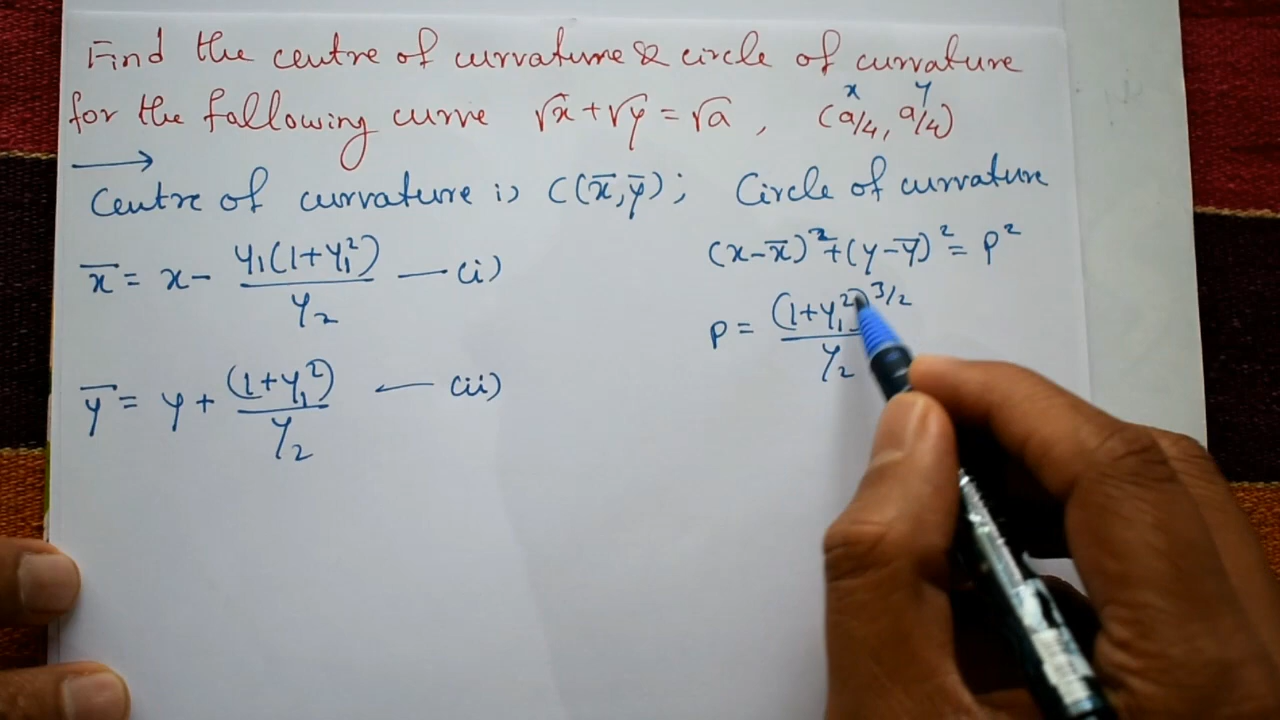 Find the centre of curvature & circle of curvature
for the following curve √x + √y = √a , (a/4, a/4)
x y
Centre of curvature is C(x̅, y̅) ; Circle of curvature
x̅ = x - y₁(1+y₁²)/y₂ — (i)
(x-x̅)² + (y-y̅)² = ρ²
ρ = (1+y₁²)^3/2 / y₂
y̅ = y + (1+y₁²)/y₂ — (ii)